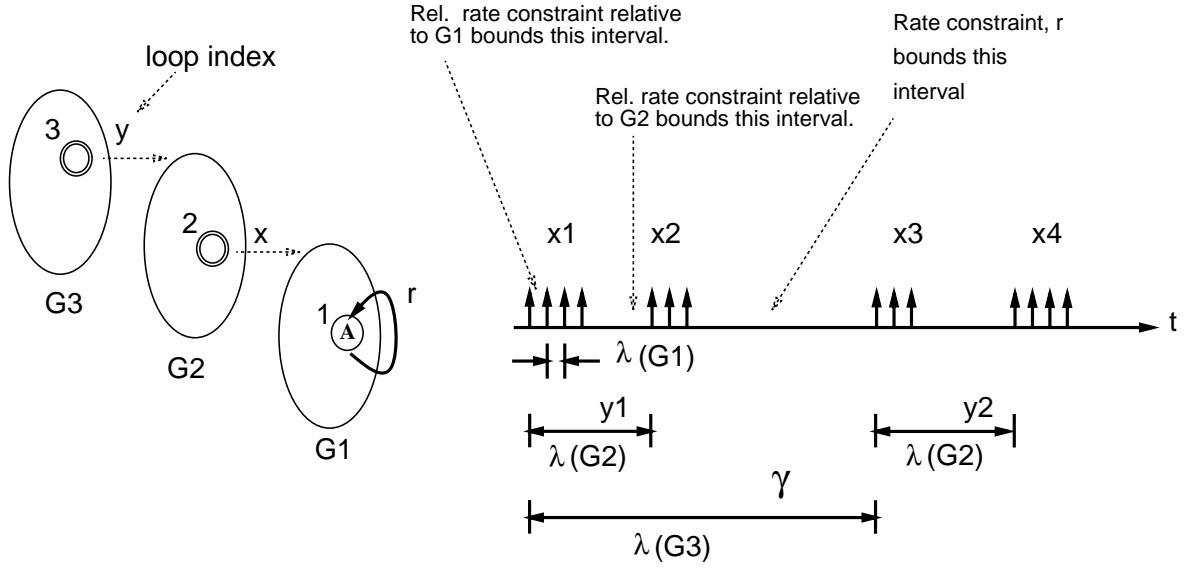 Rel. rate constraint relative
to G1 bounds this interval.
Rate constraint, r
bounds this
interval
loop index
Rel. rate constraint relative
to G2 bounds this interval.
3
y
2
x
G3
1
A
r
G2
G1
x1
x2
x3
x4
t
λ (G1)
y1
y2
λ (G2)
λ (G2)
γ
λ (G3)